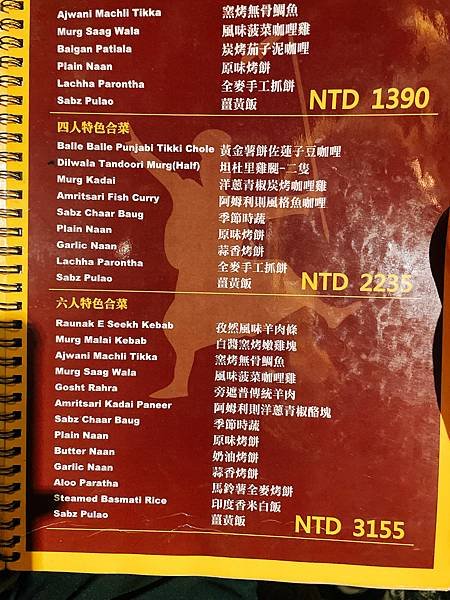 Ajwani Machli Tikka 窯烤無骨鯛魚
Murg Saag Wala 風味菠菜咖哩雞
Baigan Patiala 炭烤茄子泥咖哩
Plain Naan 原味烤餅
Lachha Parontha 全麥手工抓餅
Sabz Pulao 薑黃飯
NTD 1390
四人特色合菜
Balle Balle Punjabi Tikki Chole 黃金薯餅佐蓮子豆咖哩
Dilwala Tandoori Murg(Half) 坦杜里雞腿-二隻
Murg Kadai 洋蔥青椒炭烤咖哩雞
Amritsari Fish Curry 阿姆利則風格魚咖哩
Sabz Chaar Baug 季節時蔬
Plain Naan 原味烤餅
Garlic Naan 蒜香烤餅
Lachha Parontha 全麥手工抓餅
Sabz Pulao 薑黃飯
NTD 2235
六人特色合菜
Raunak E Seekh Kebab 孜然風味羊肉條
Murg Malai Kebab 白醬窯烤嫩雞塊
Ajwani Machli Tikka 窯烤無骨鯛魚
Murg Saag Wala 風味菠菜咖哩雞
Gosht Rahra 旁遮普傳統羊肉
Amritsari Kadai Paneer 阿姆利則洋蔥青椒酪塊
Sabz Chaar Baug 季節時蔬
Plain Naan 原味烤餅
Butter Naan 奶油烤餅
Garlic Naan 蒜香烤餅
Aloo Paratha 馬鈴薯全麥烤餅
Steamed Basmati Rice 印度香米白飯
Sabz Pulao 薑黃飯
NTD 3155